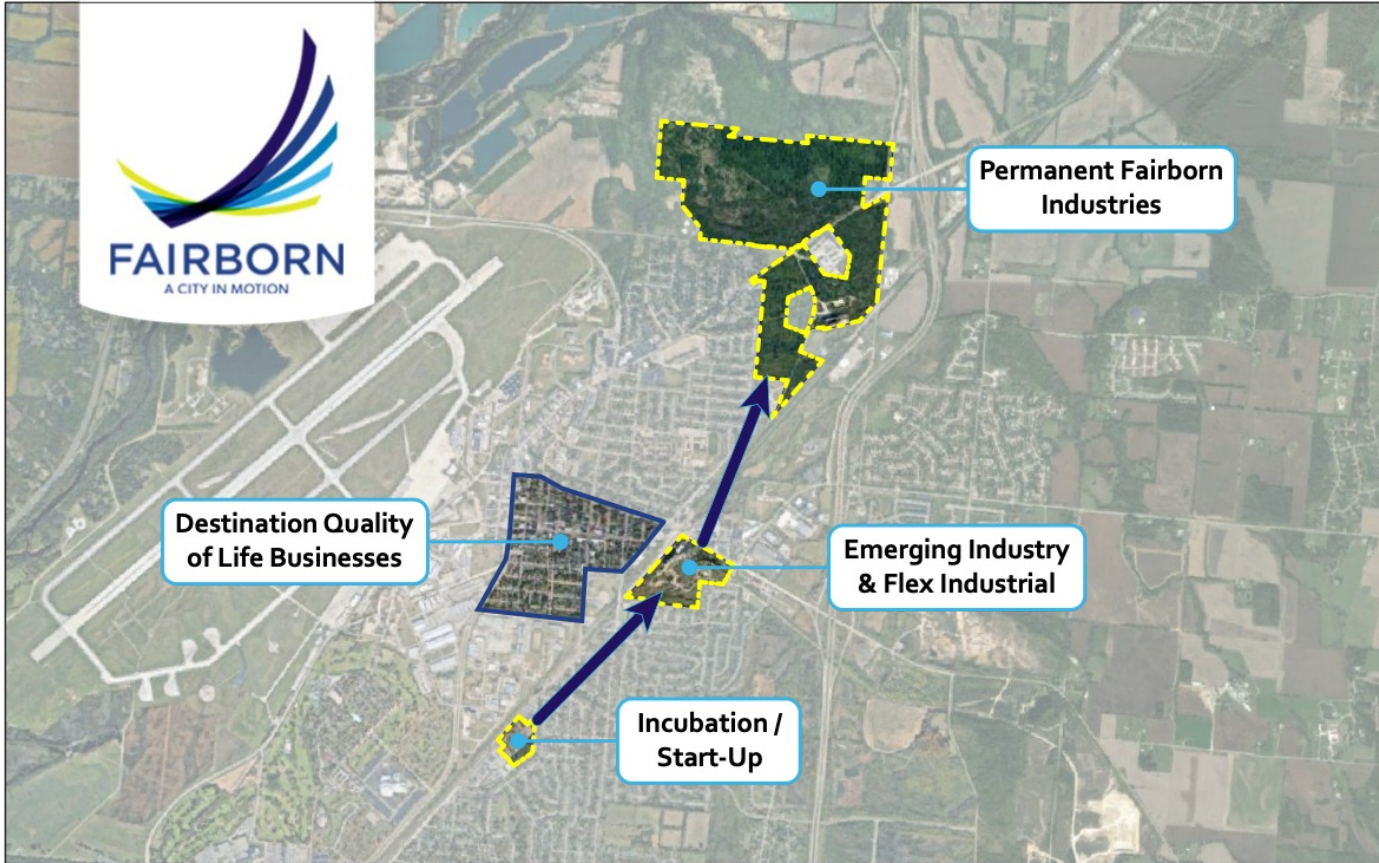 FAIRBORN
A CITY IN MOTION
Permanent Fairborn
Industries
Destination Quality
of Life Businesses
Emerging Industry
& Flex Industrial
Incubation /
Start-Up